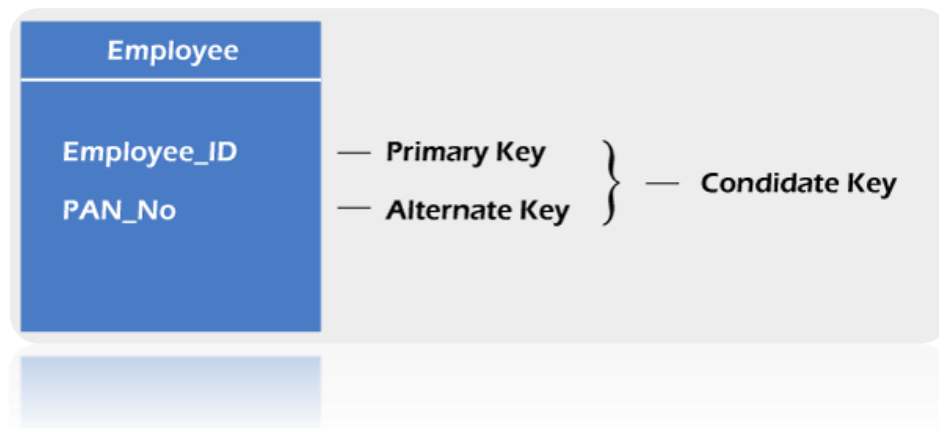 Employee
Employee_ID — Primary Key
PAN_No — Alternate Key
Condidate Key